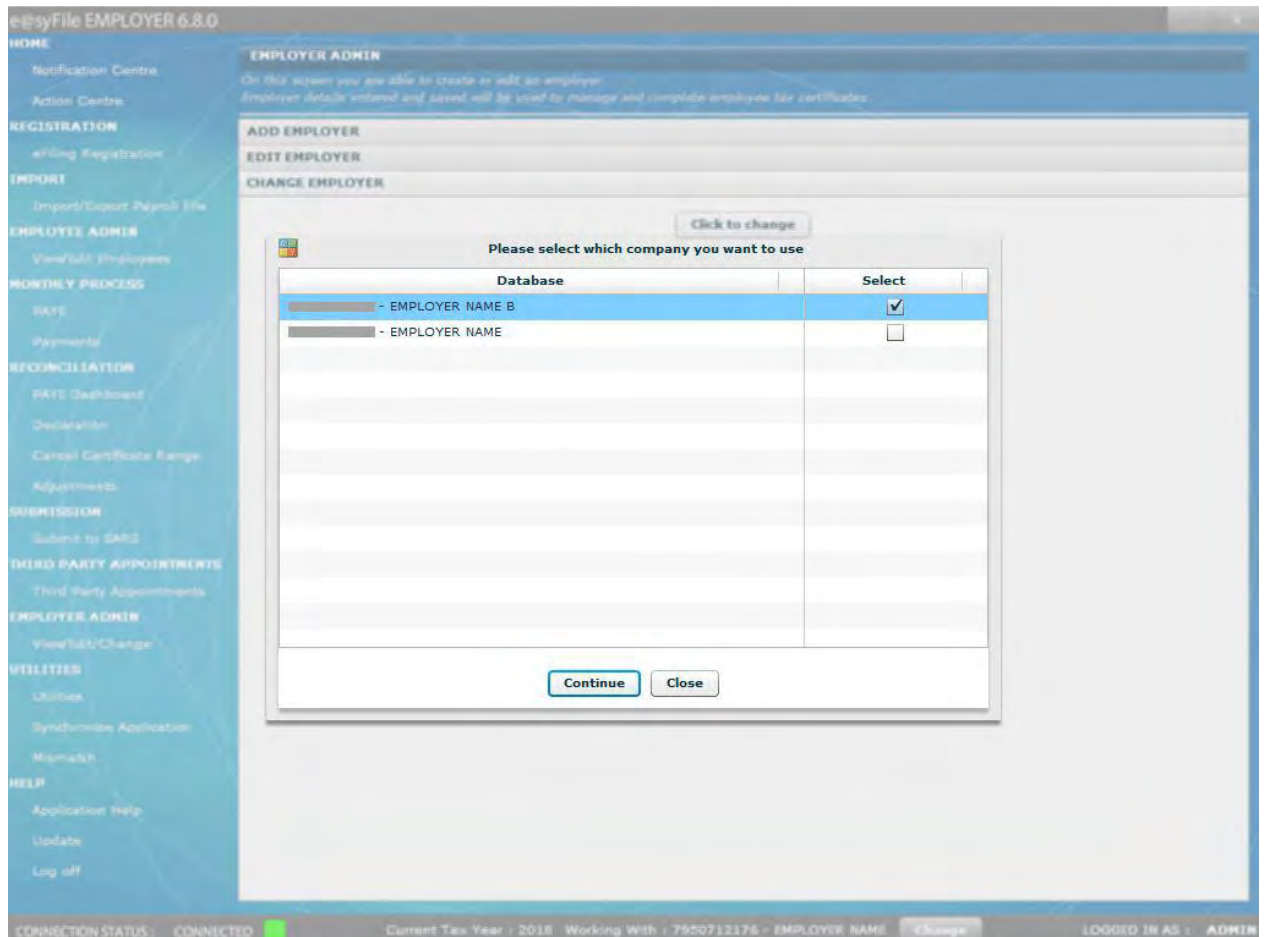 e@syFile EMPLOYER 6.8.0
HOME
Notification Centre
Action Centre
REGISTRATION
eFiling Registration
IMPORT
Import/Export Payroll File
EMPLOYEE ADMIN
View/Edit Employees
MONTHLY PROCESS
PAYE
Payments
RECONCILIATION
PAYE Dashboard
Declaration
Cancel Certificate Range
Adjustments
SUBMISSION
Submit to SARS
THIRD PARTY APPOINTMENTS
Third Party Appointments
EMPLOYER ADMIN
View/Edit/Change
UTILITIES
Utilities
Synchronise Application
Mismatch
HELP
Application Help
Update
Log off
EMPLOYER ADMIN
On this screen you are able to create or edit an employer
Employer details entered and saved will be used to manage and complete employee tax certificates.
ADD EMPLOYER
EDIT EMPLOYER
CHANGE EMPLOYER
Click to change
Please select which company you want to use
Database Select
- EMPLOYER NAME B
- EMPLOYER NAME
Continue Close
CONNECTION STATUS : CONNECTED Current Tax Year : 2018 Working With : 7950712176 - EMPLOYER NAME Change LOGGED IN AS : ADMIN